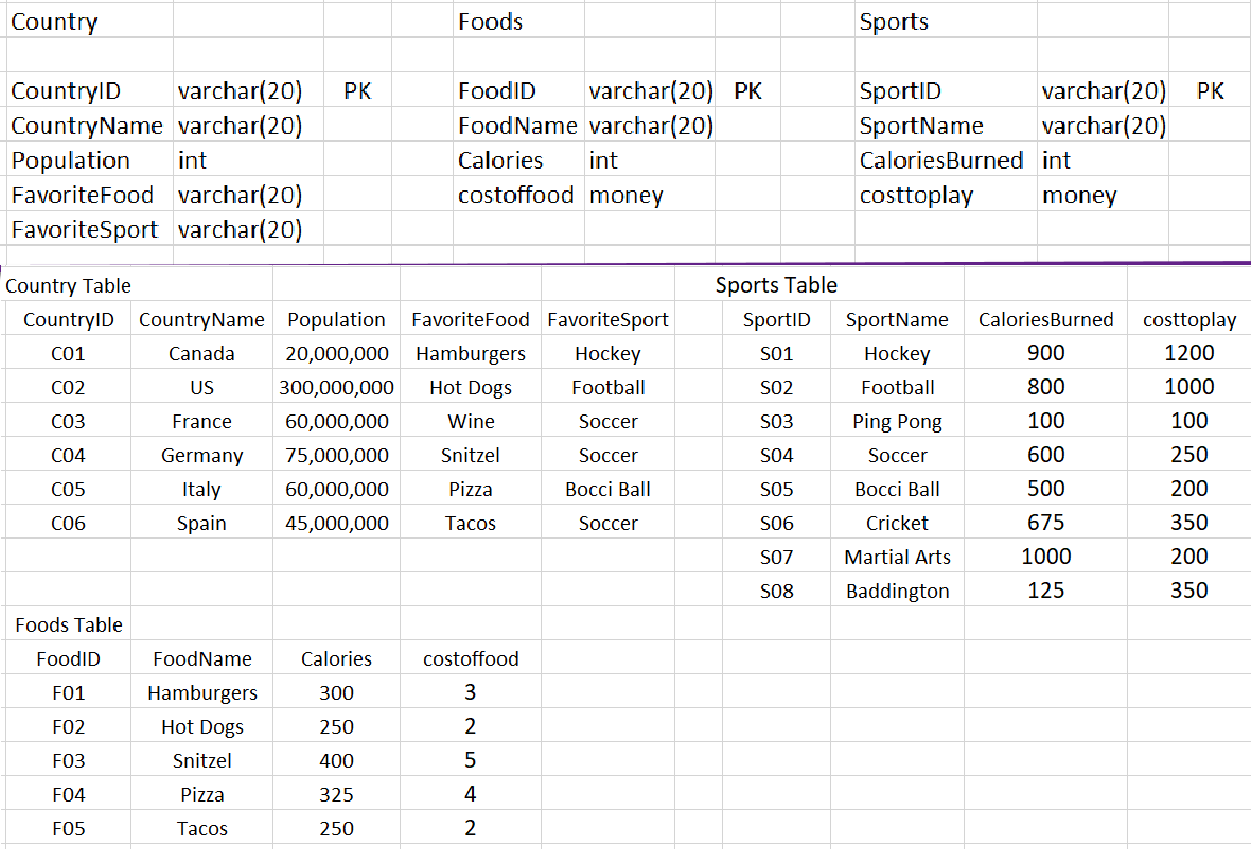 Country Foods Sports
CountryID varchar(20) PK FoodID varchar(20) PK SportID varchar(20) PK
CountryName varchar(20) FoodName varchar(20) SportName varchar(20)
Population int Calories int CaloriesBurned int
FavoriteFood varchar(20) costoffood money costtoplay money
FavoriteSport varchar(20)
Country Table Sports Table
CountryID CountryName Population FavoriteFood FavoriteSport SportID SportName CaloriesBurned costtoplay
C01 Canada 20,000,000 Hamburgers Hockey S01 Hockey 900 1200
C02 US 300,000,000 Hot Dogs Football S02 Football 800 1000
C03 France 60,000,000 Wine Soccer S03 Ping Pong 100 100
C04 Germany 75,000,000 Snitzel Soccer S04 Soccer 600 250
C05 Italy 60,000,000 Pizza Bocci Ball S05 Bocci Ball 500 200
C06 Spain 45,000,000 Tacos Soccer S06 Cricket 675 350
S07 Martial Arts 1000 200
S08 Baddington 125 350
Foods Table
FoodID FoodName Calories costoffood
F01 Hamburgers 300 3
F02 Hot Dogs 250 2
F03 Snitzel 400 5
F04 Pizza 325 4
F05 Tacos 250 2